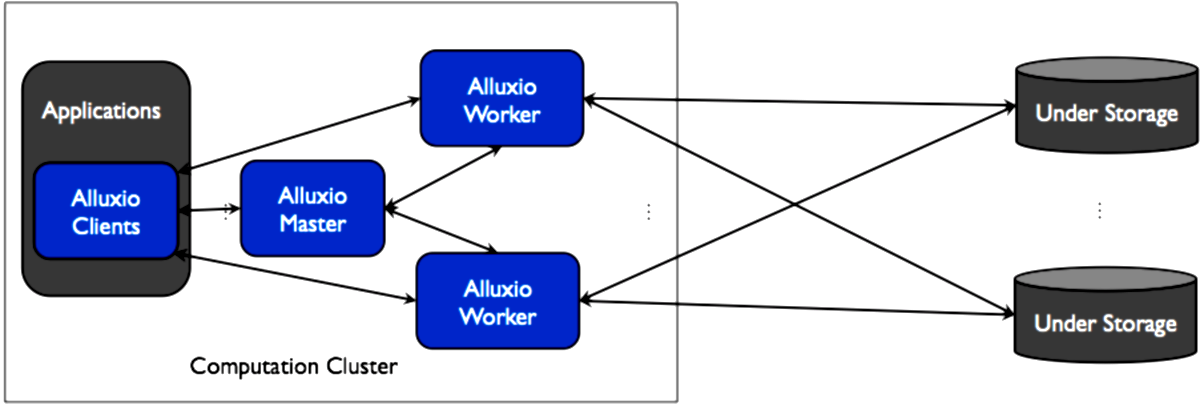 Applications
Alluxio
Clients
Alluxio
Master
Alluxio
Worker
Alluxio
Worker
Under Storage
Under Storage
Computation Cluster